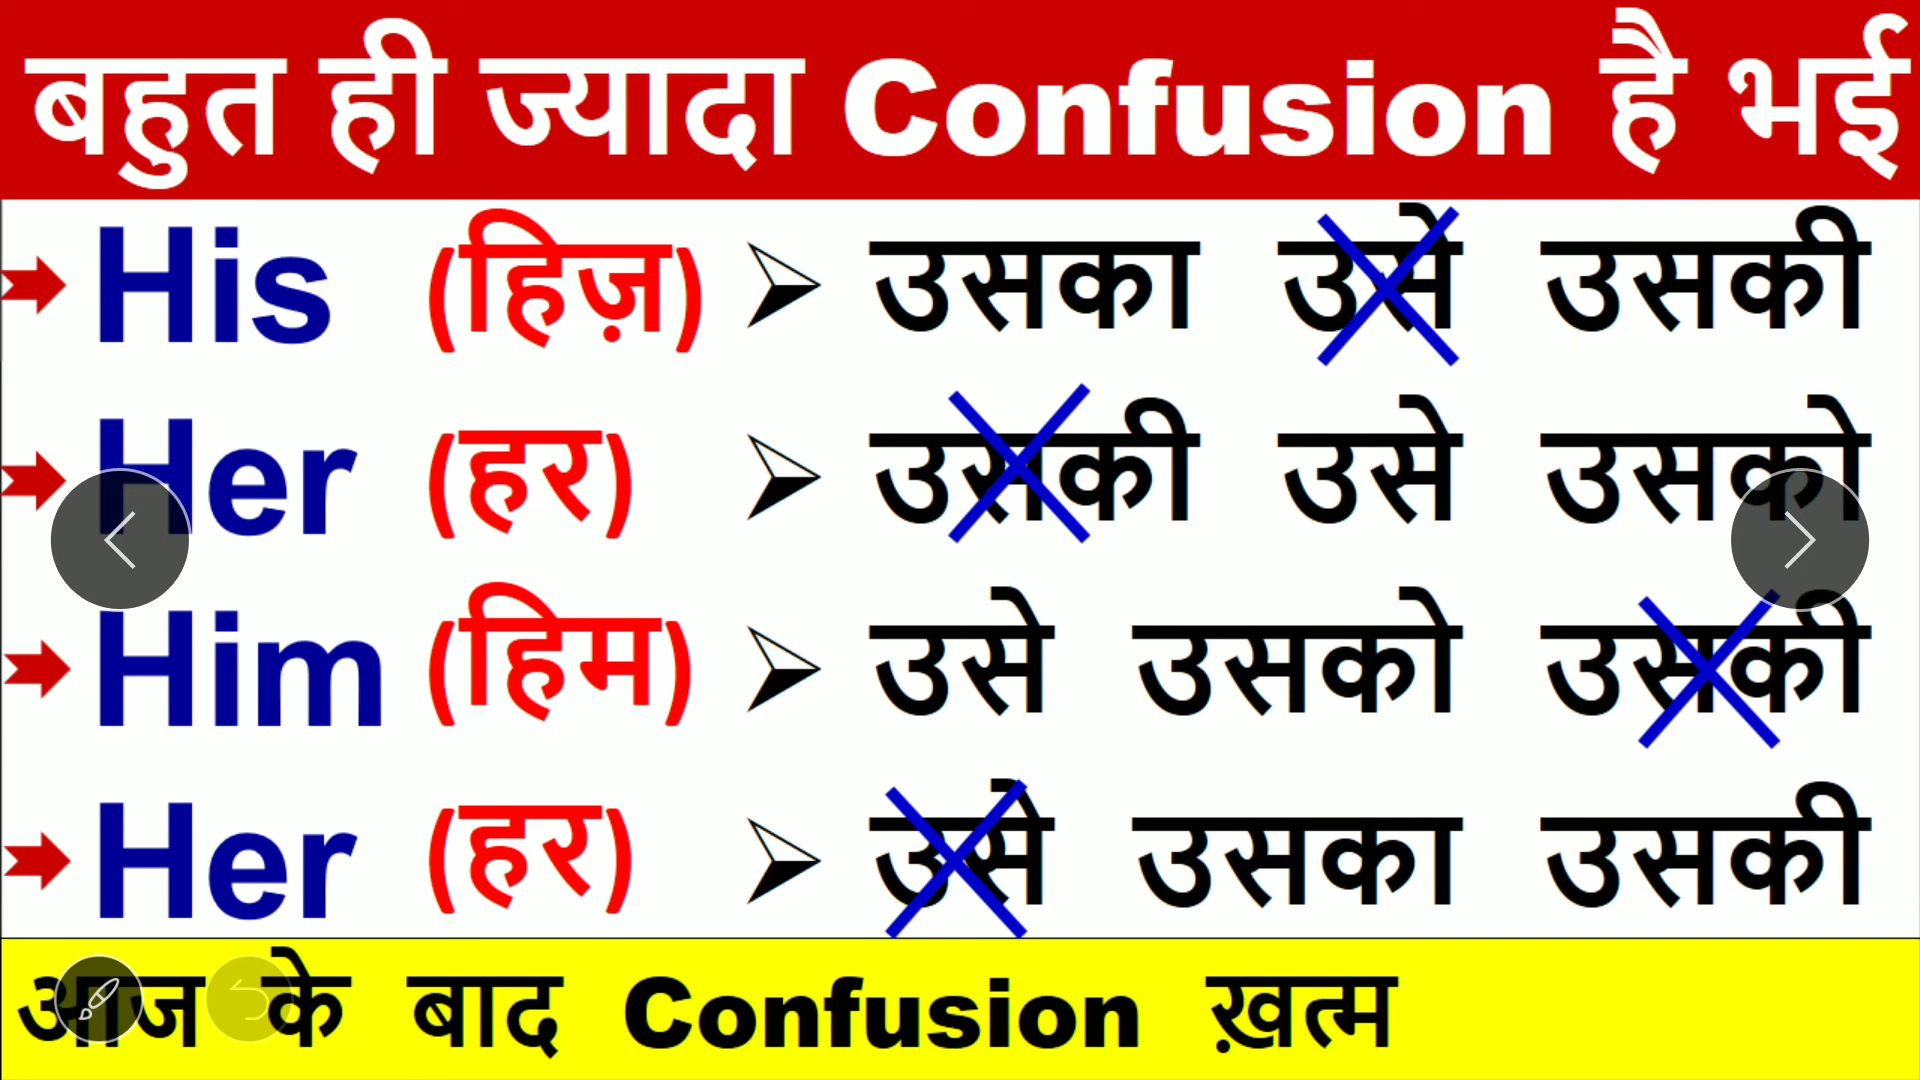 बहुत ही ज्यादा Confusion है भई
His (हिज़) ➢ उसका उसे उसकी
Her (हर) ➢ उसकी उसे उसको
Him (हिम) ➢ उसे उसको उसकी
Her (हर) ➢ उसे उसका उसकी
आज के बाद Confusion ख़त्म